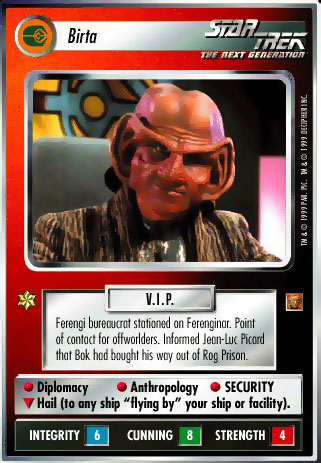 Birta
STAR TREK
THE NEXT GENERATION
TM & © 1999 PAR. PIC. TM & © 1999 DECIPHER INC.
V.I.P.
Ferengi bureaucrat stationed on Ferenginar. Point
of contact for offworlders. Informed Jean-Luc Picard
that Bok had bought his way out of Rog Prison.
Diplomacy Anthropology SECURITY
Hail (to any ship “flying by” your ship or facility).
INTEGRITY 6 CUNNING 8 STRENGTH 4